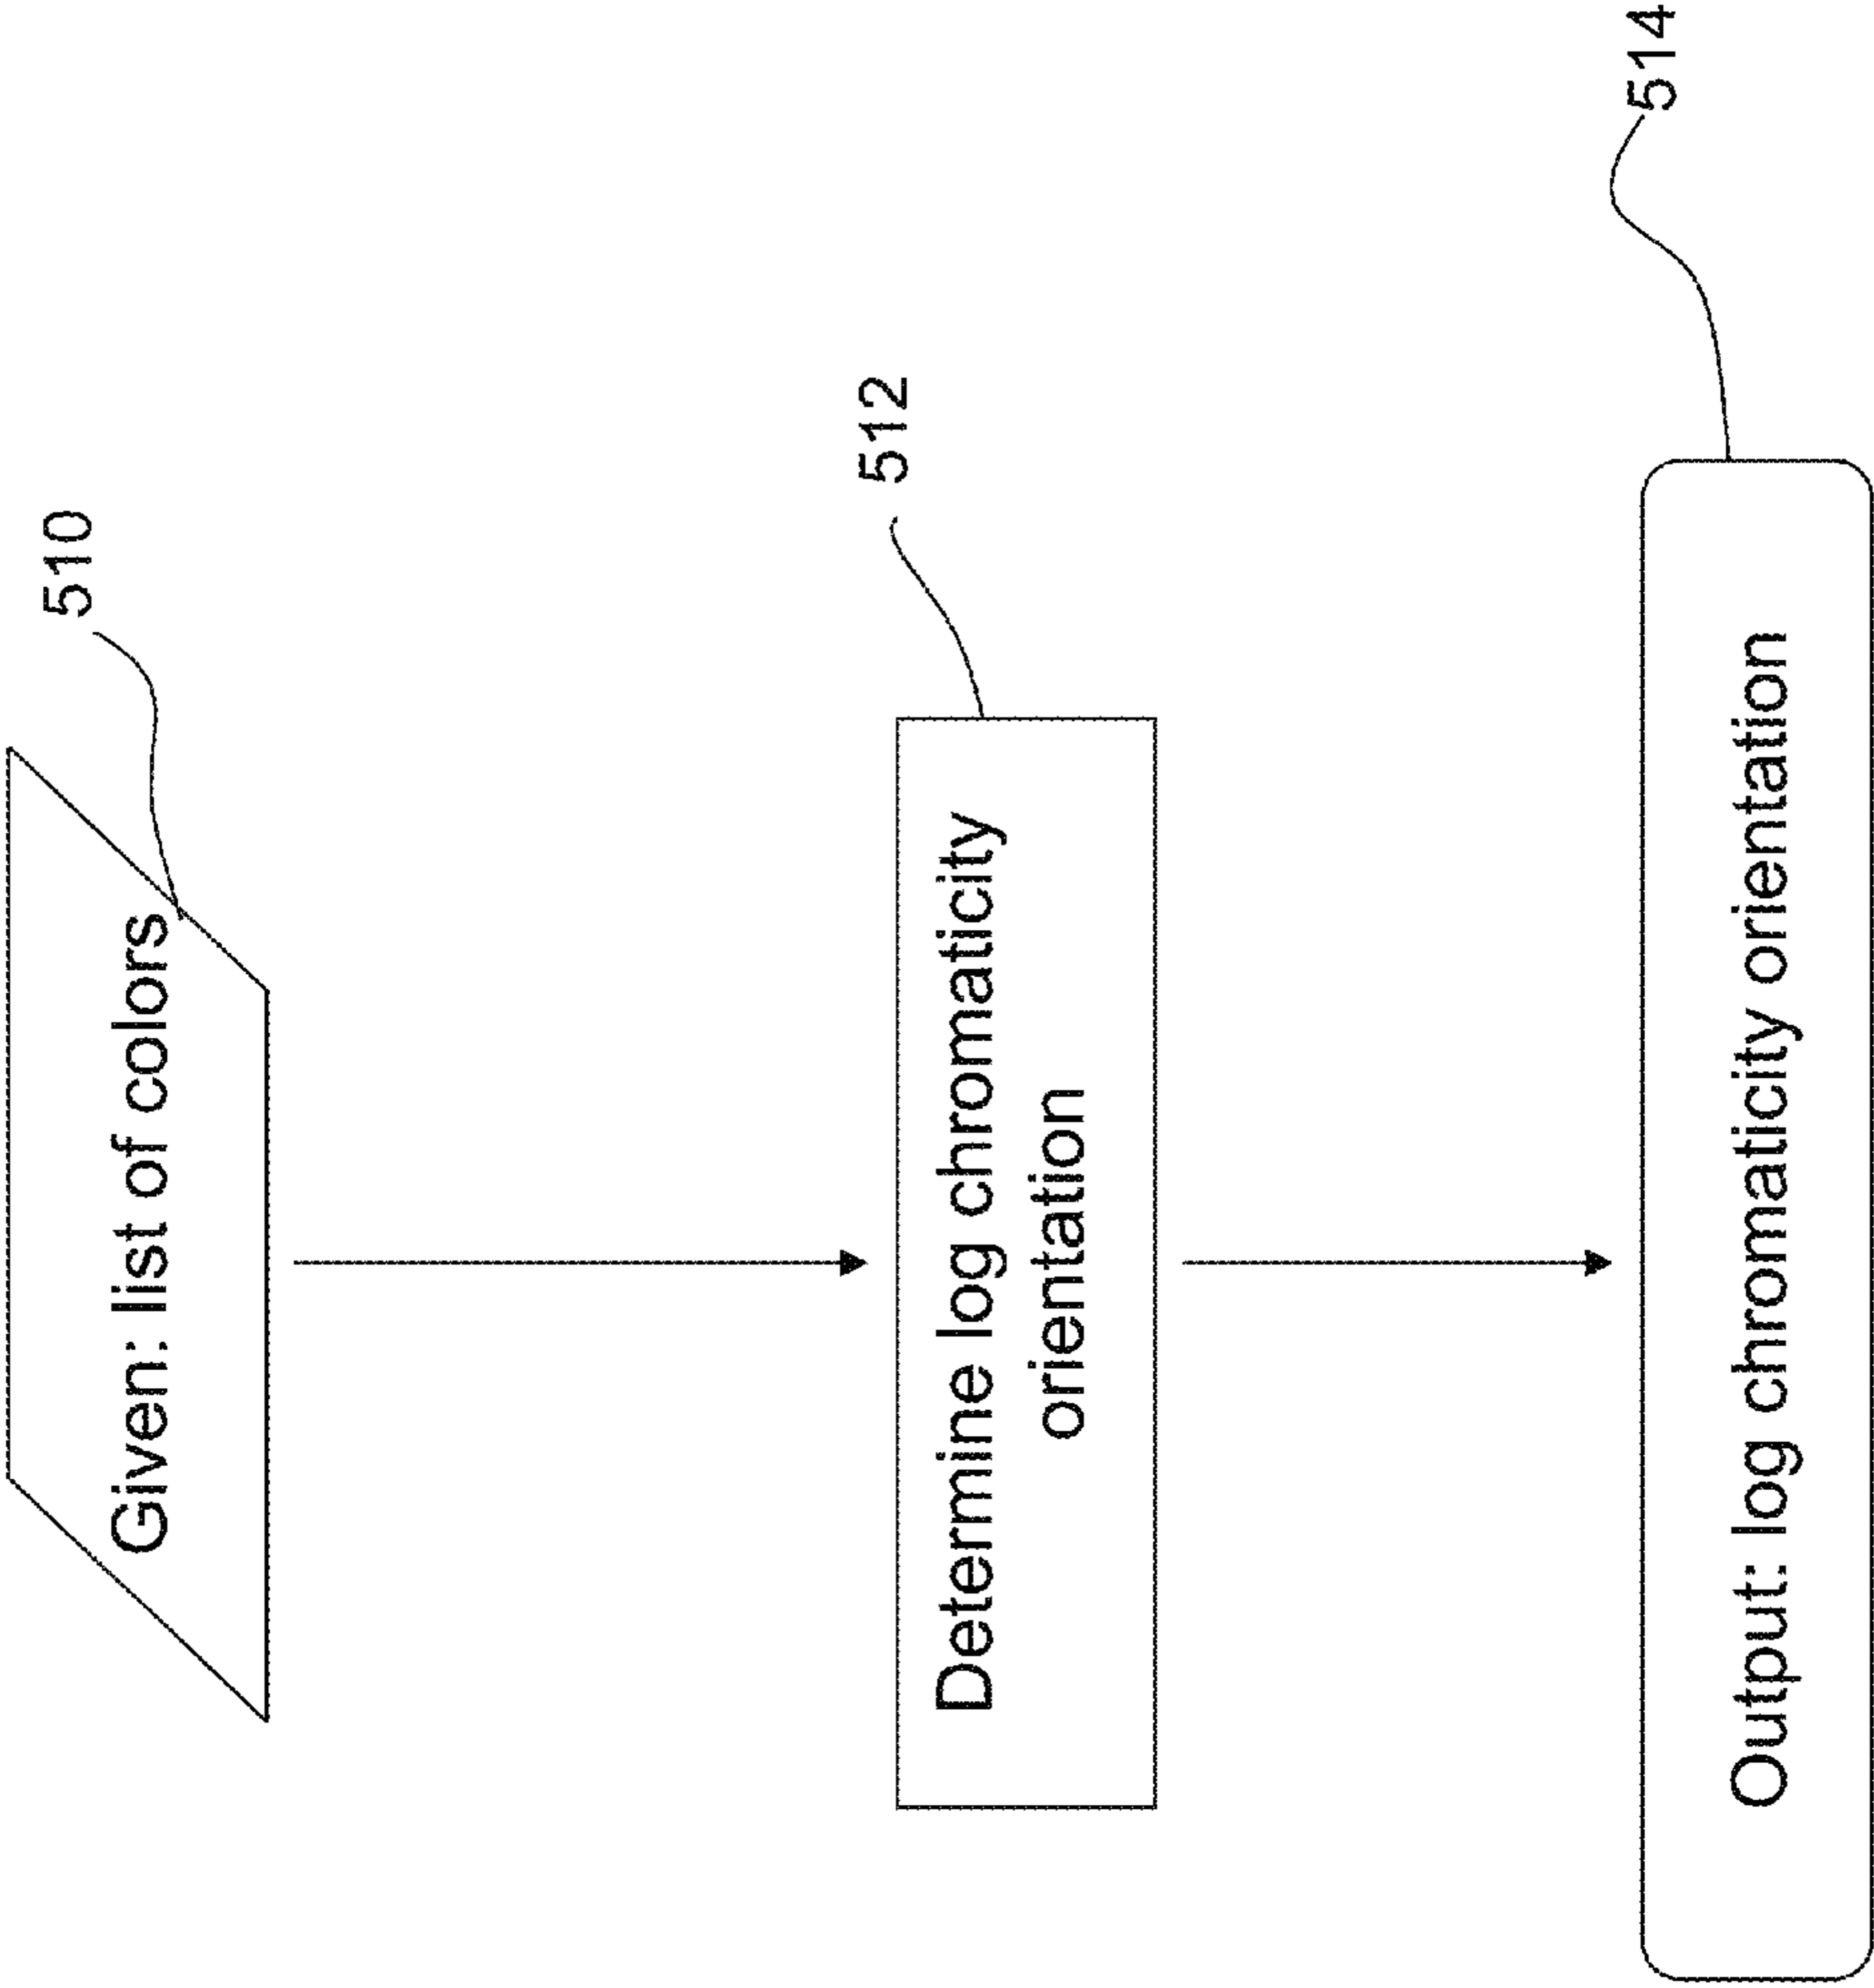 510
Given: list of colors
512
Determine log chromaticity
orientation
514
Output: log chromaticity orientation